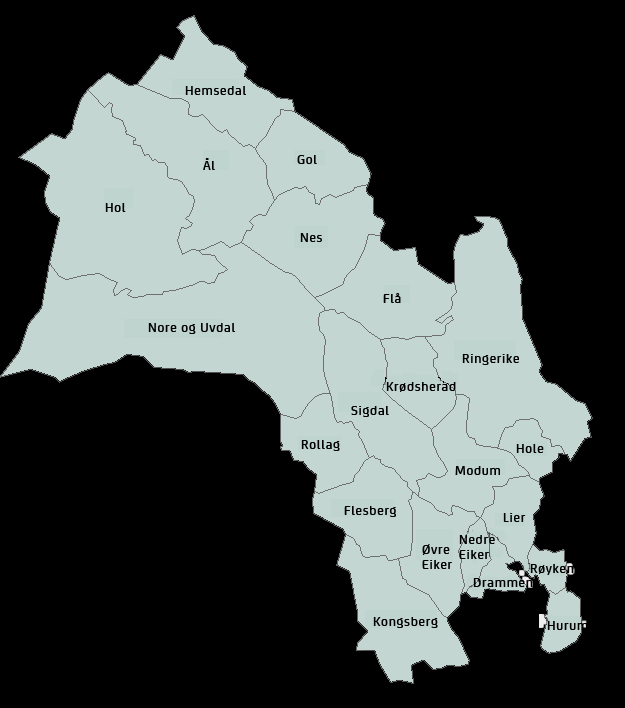 Hemsedal
Gol
Ål
Hol
Nes
Flå
Nore og Uvdal
Ringerike
Krødsherad
Sigdal
Rollag
Hole
Modum
Flesberg
Lier
Nedre
Eiker
Øvre
Eiker
Røyken
Drammen
Kongsberg
Hurum